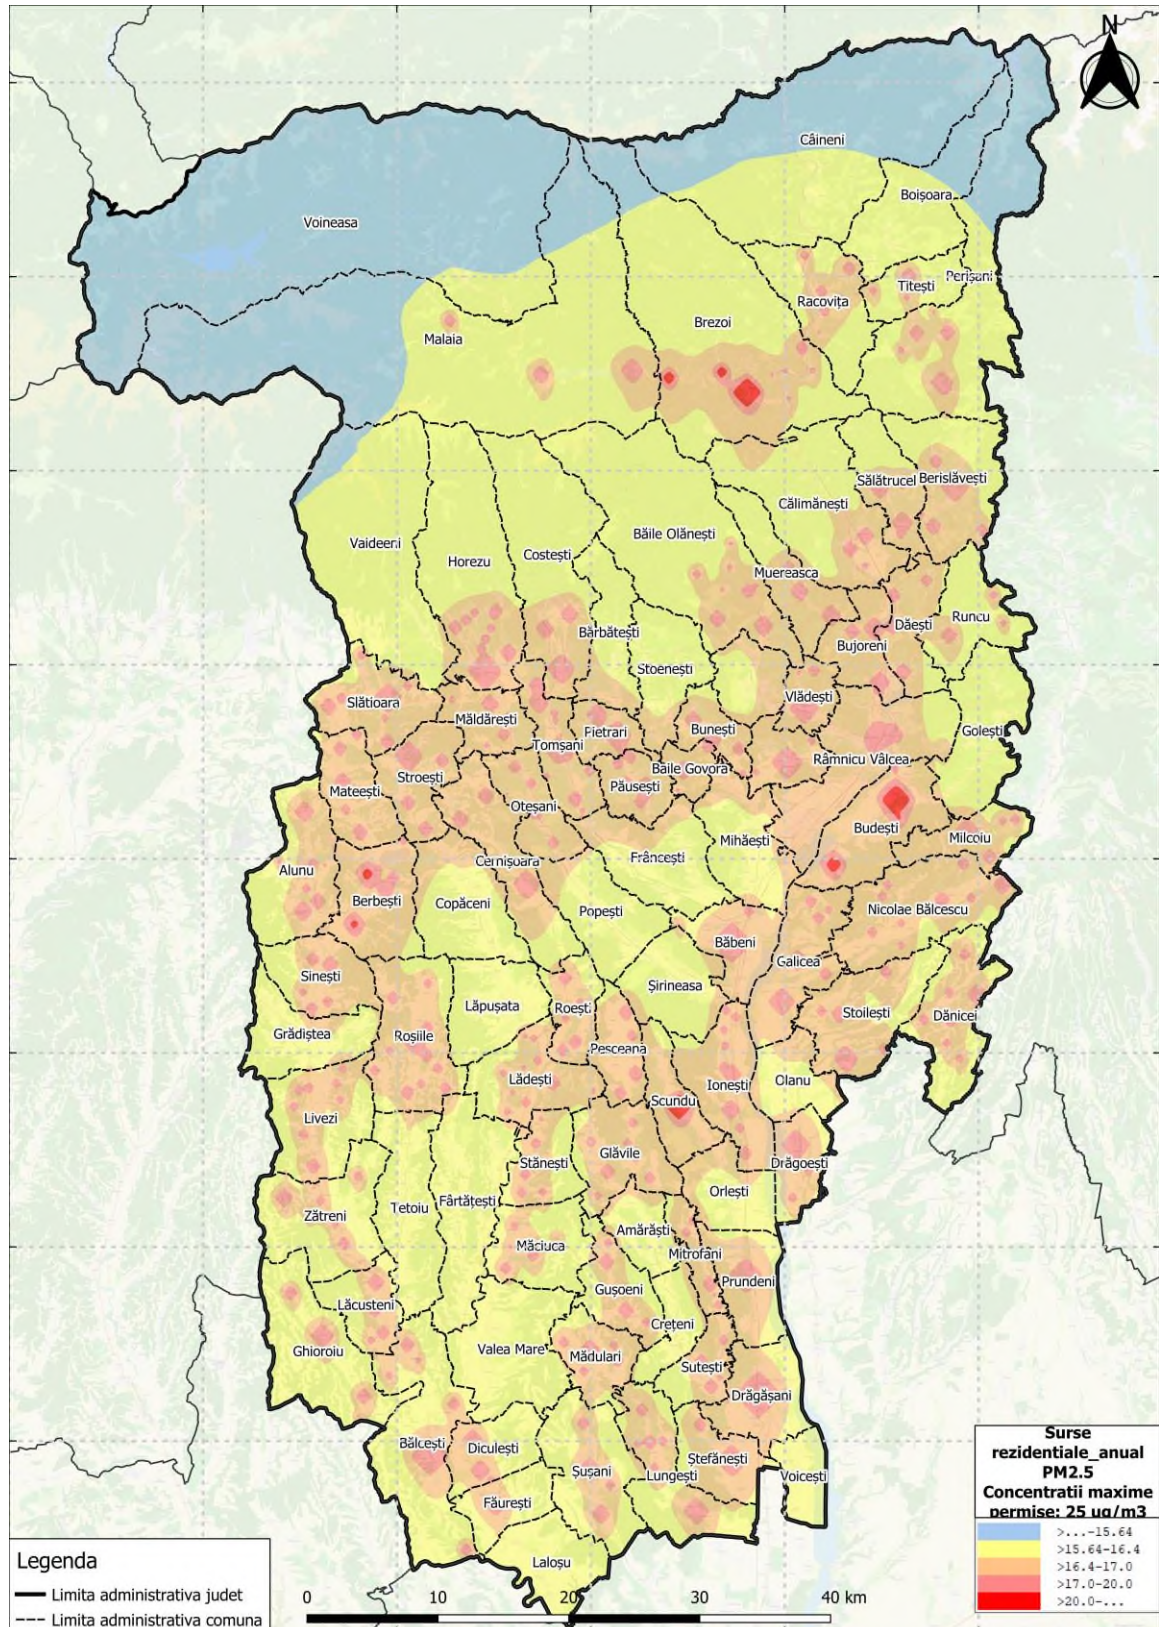 N
Câineni
Boișoara
Voineasa
Perișani
Titești
Racovița
Brezoi
Malaia
Sălătrucel
Berislăvești
Călimănești
Băile Olănești
Vaideeni
Costești
Horezu
Muereasca
Runcu
Dăești
Bărbătești
Bujoreni
Stoenești
Vlădești
Slătioara
Măldărești
Pietrari
Bunești
Golești
Tomșani
Râmnicu Vâlcea
Băile Govora
Stroești
Păusești
Mateești
Oteșani
Budești
Mihăești
Milcoiu
Frâncești
Cernișoara
Alunu
Berbești
Copăceni
Popești
Nicolae Bălcescu
Băbeni
Galicea
Sinești
Șirineasa
Lăpușata
Roești
Stoilești
Dănicei
Grădiștea
Roșiile
Pesceana
Lădești
Ionești
Olanu
Scundu
Livezi
Glăvile
Stănești
Drăgoești
Orlești
Tetoiu
Fârtățești
Zătreni
Amărăști
Măciuca
Mitrofani
Prundeni
Gușoeni
Lăcusteni
Crețeni
Ghioroiu
Valea Mare
Mădulari
Sutești
Drăgășani
Bălcești
Diculești
Ștefănești
Șușani
Lungești
Voicești
Făurești
Laloșu
Surse
rezidentiale_anual
PM2.5
Concentratii maxime
permise: 25 ug/m3
>...-15.64
>15.64-16.4
>16.4-17.0
>17.0-20.0
>20.0-...
Legenda
Limita administrativa judet
Limita administrativa comuna
0 10 20 30 40 km